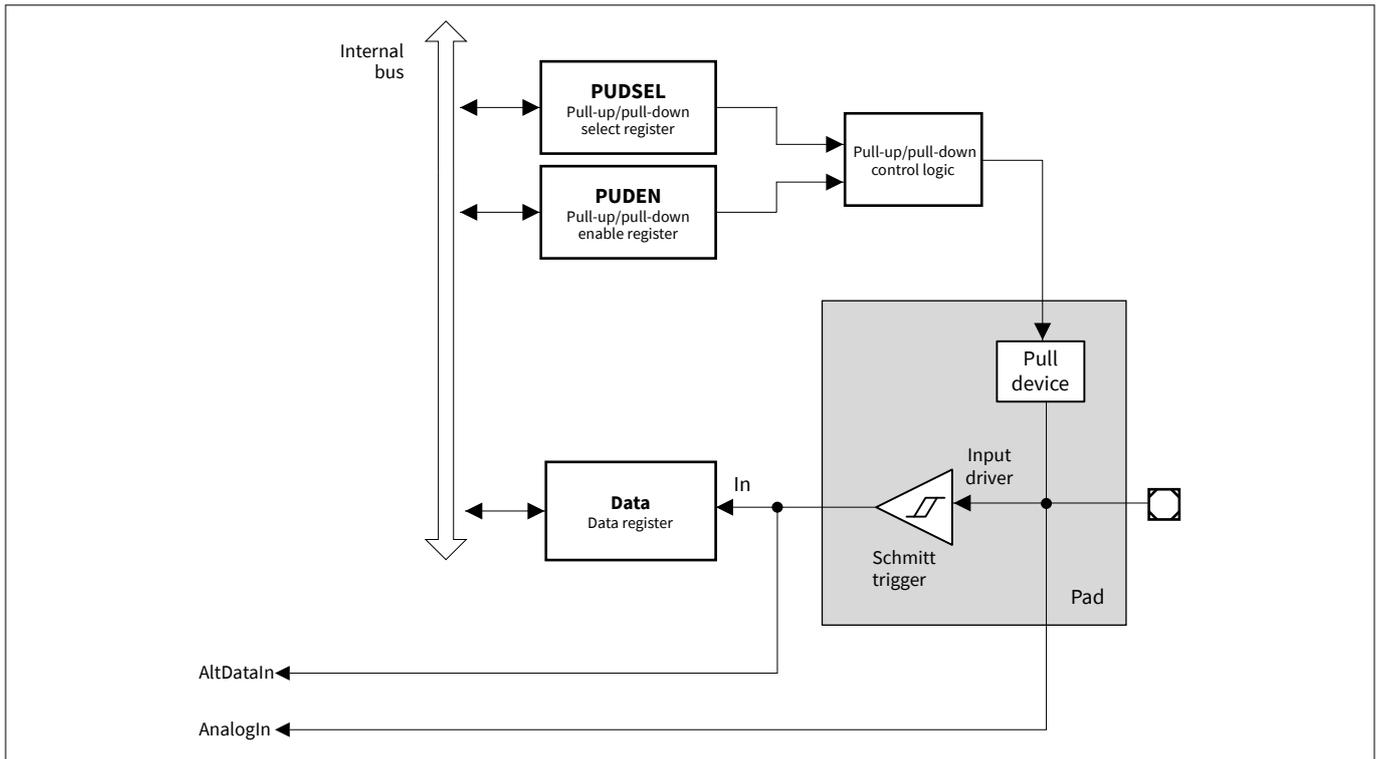 Internal
bus
PUDSEL
Pull-up/pull-down
select register
PUDEN
Pull-up/pull-down
enable register
Pull-up/pull-down
control logic
Pull
device
Input
driver
In
Data
Data register
Schmitt
trigger
Pad
AltDataIn
AnalogIn